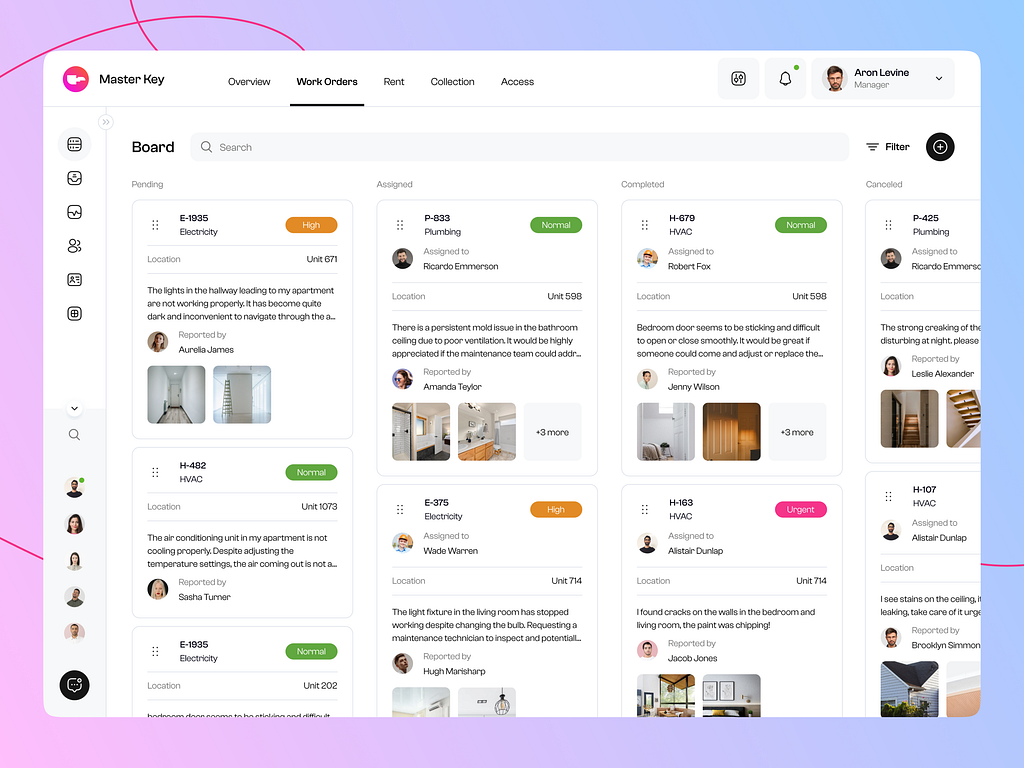 Master Key
Overview
Work Orders
Rent
Collection
Access
Aron Levine
Manager
Board
Search
Filter
Pending
E-1935
Electricity
High
Location
Unit 671
The lights in the hallway leading to my apartment
are not working properly. It has become quite
dark and inconvenient to navigate through the a...
Reported by
Aurelia James
H-482
HVAC
Normal
Location
Unit 1073
The air conditioning unit in my apartment is not
cooling properly. Despite adjusting the
temperature settings, the air coming out is not a...
Reported by
Sasha Turner
E-1935
Electricity
Normal
Location
Unit 202
bedroom door seems to be sticking and difficult
Assigned
P-833
Plumbing
Normal
Assigned to
Ricardo Emmerson
Location
Unit 598
There is a persistent mold issue in the bathroom
ceiling due to poor ventilation. It would be highly
appreciated if the maintenance team could addr...
Reported by
Amanda Teylor
+3 more
E-375
Electricity
High
Assigned to
Wade Warren
Location
Unit 714
The light fixture in the living room has stopped
working despite changing the bulb. Requesting a
maintenance technician to inspect and potentiall...
Reported by
Hugh Marisharp
Completed
H-679
HVAC
Normal
Assigned to
Robert Fox
Location
Unit 598
Bedroom door seems to be sticking and difficult
to open or close smoothly. It would be great if
someone could come and adjust or replace the...
Reported by
Jenny Wilson
+3 more
H-163
HVAC
Urgent
Assigned to
Alistair Dunlap
Location
Unit 714
I found cracks on the walls in the bedroom and
living room, the paint was chipping!
Reported by
Jacob Jones
Canceled
P-425
Plumbing
Assigned to
Ricardo Emmerso
Location
The strong creaking of the
disturbing at night. please
Reported by
Leslie Alexander
H-107
HVAC
Assigned to
Alistair Dunlap
Location
I see stains on the ceiling, it
leaking, take care of it urge
Reported by
Brooklyn Simmon